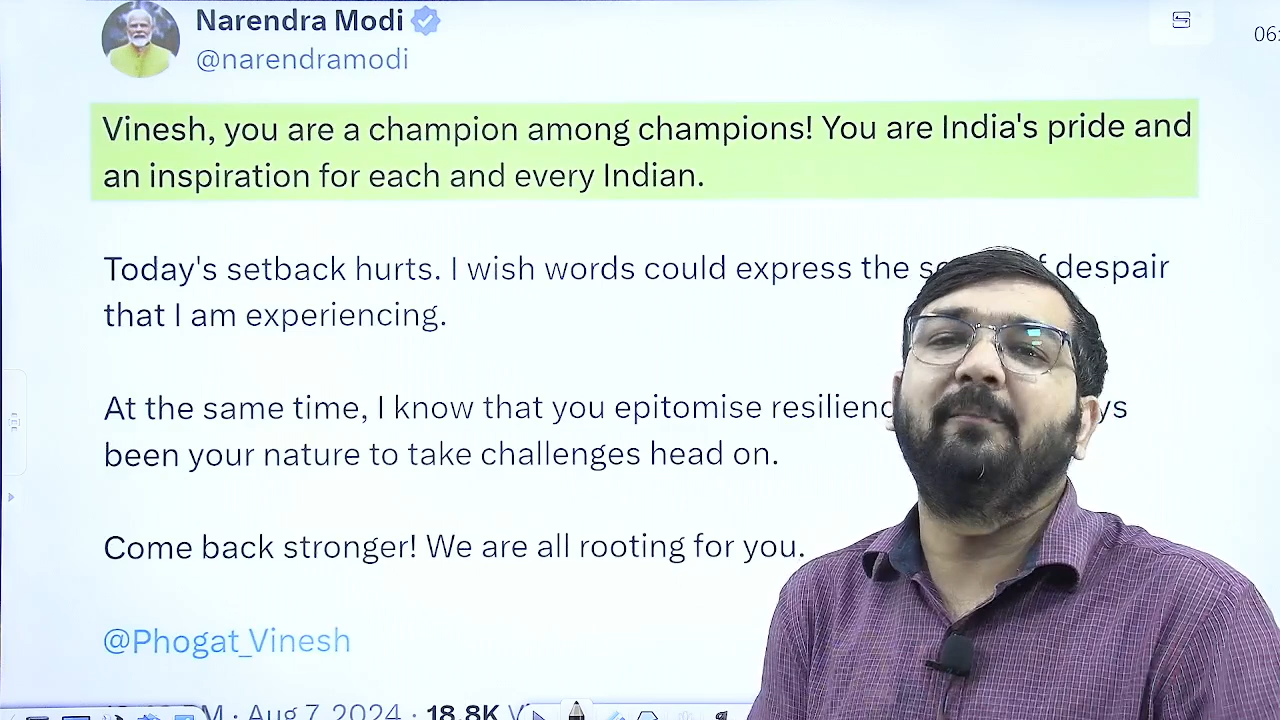 Narendra Modi
@narendramodi
06:
Vinesh, you are a champion among champions! You are India's pride and
an inspiration for each and every Indian.
Today's setback hurts. I wish words could express the despair
that I am experiencing.
At the same time, I know that you epitomise
been your nature to take challenges head on.
Come back stronger! We are all rooting for you.
@Phogat_Vinesh
M · Aug 7, 2024 · 18.8K